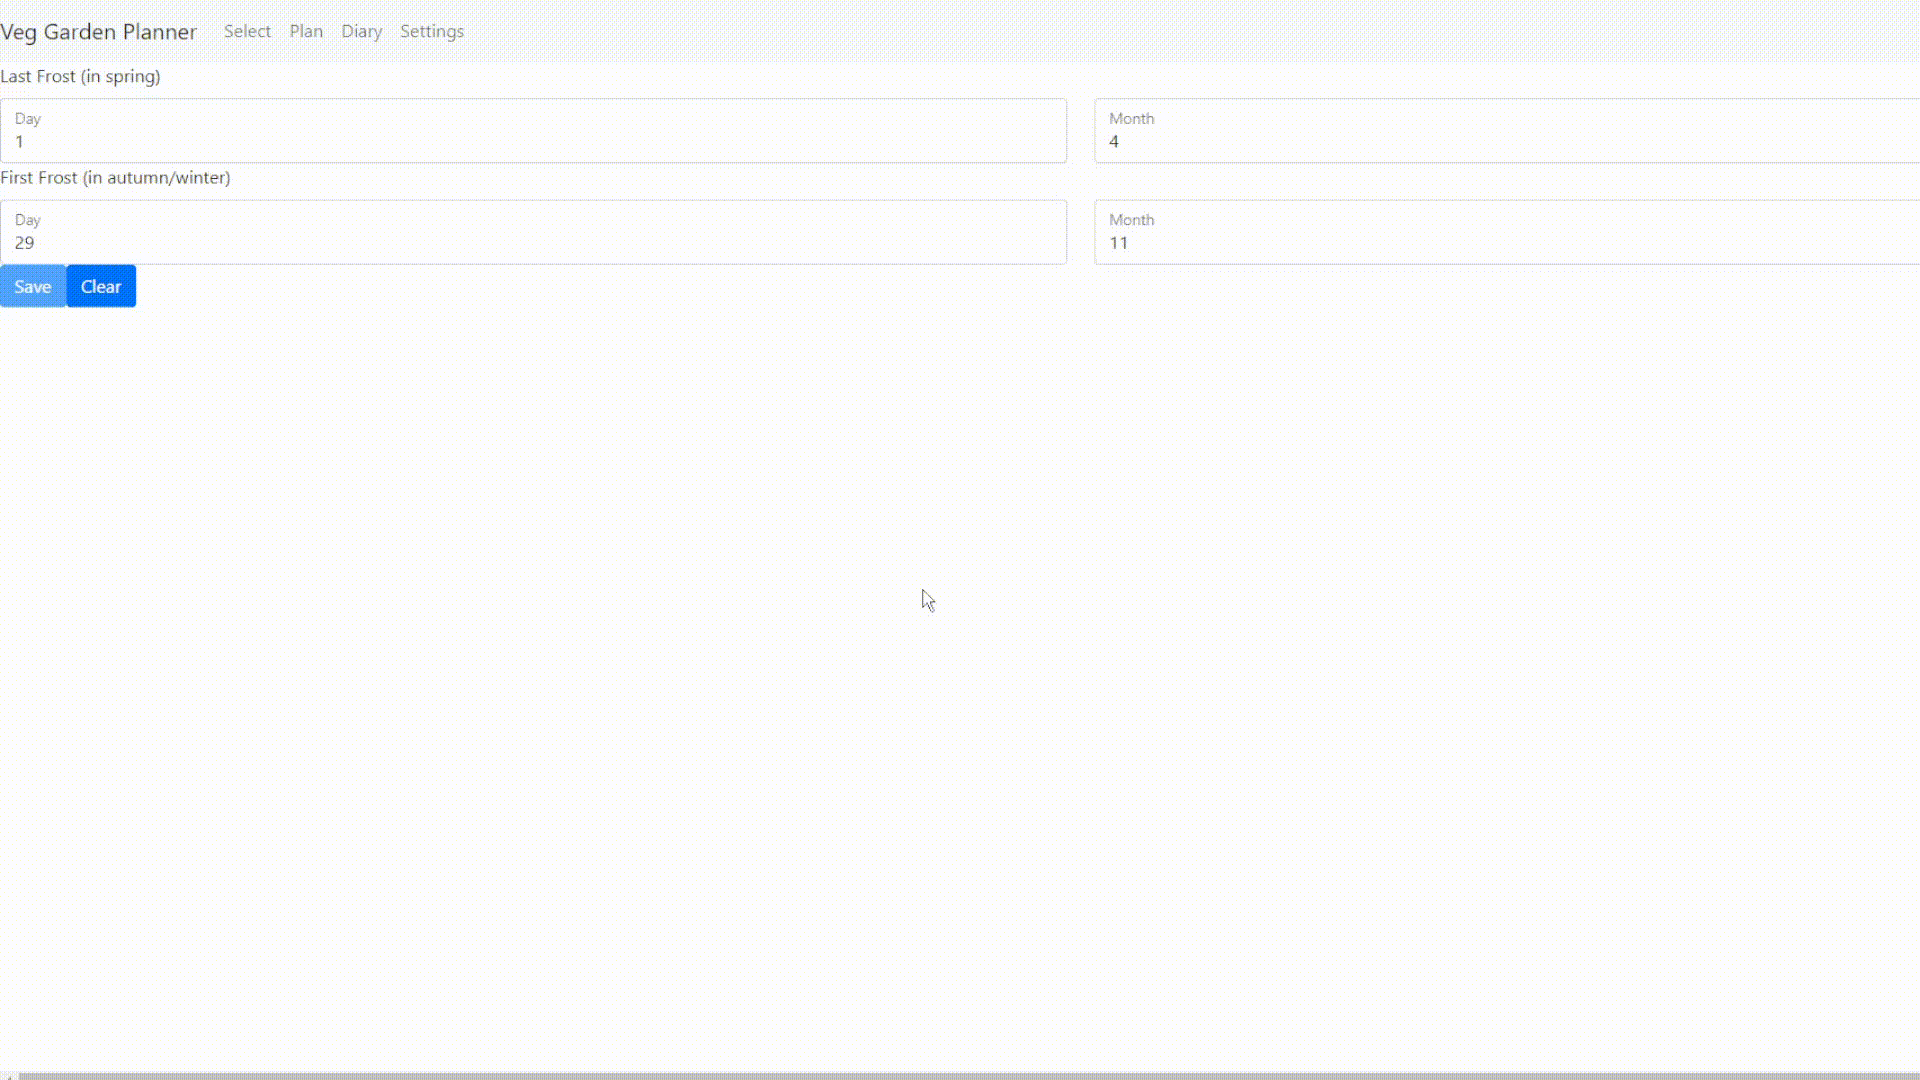 Veg Garden Planner Select Plan Diary Settings
Last Frost (in spring)
Day Month
1 4
First Frost (in autumn/winter)
Day Month
29 11
Save Clear